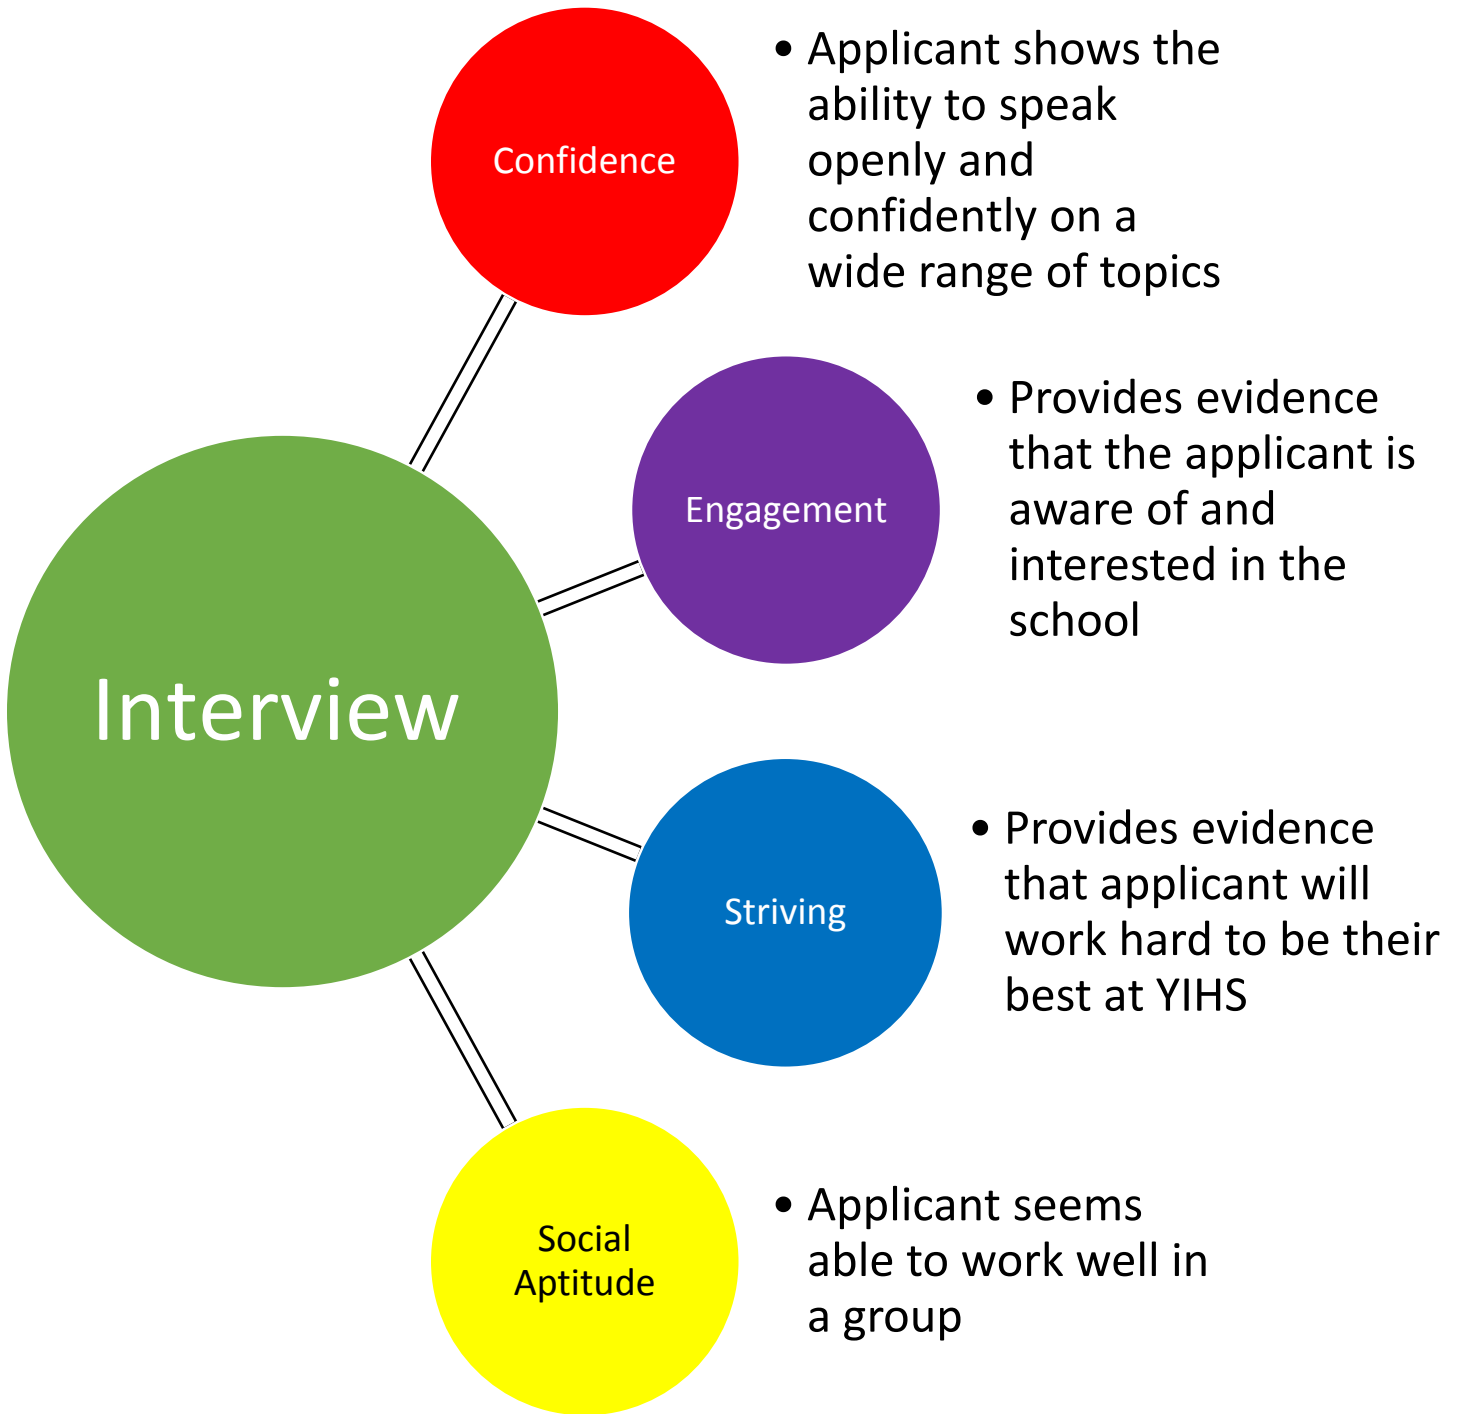 Confidence
• Applicant shows the
ability to speak
openly and
confidently on a
wide range of topics
Engagement
• Provides evidence
that the applicant is
aware of and
interested in the
school
Interview
Striving
• Provides evidence
that applicant will
work hard to be their
best at YIHS
Social
Aptitude
• Applicant seems
able to work well in
a group